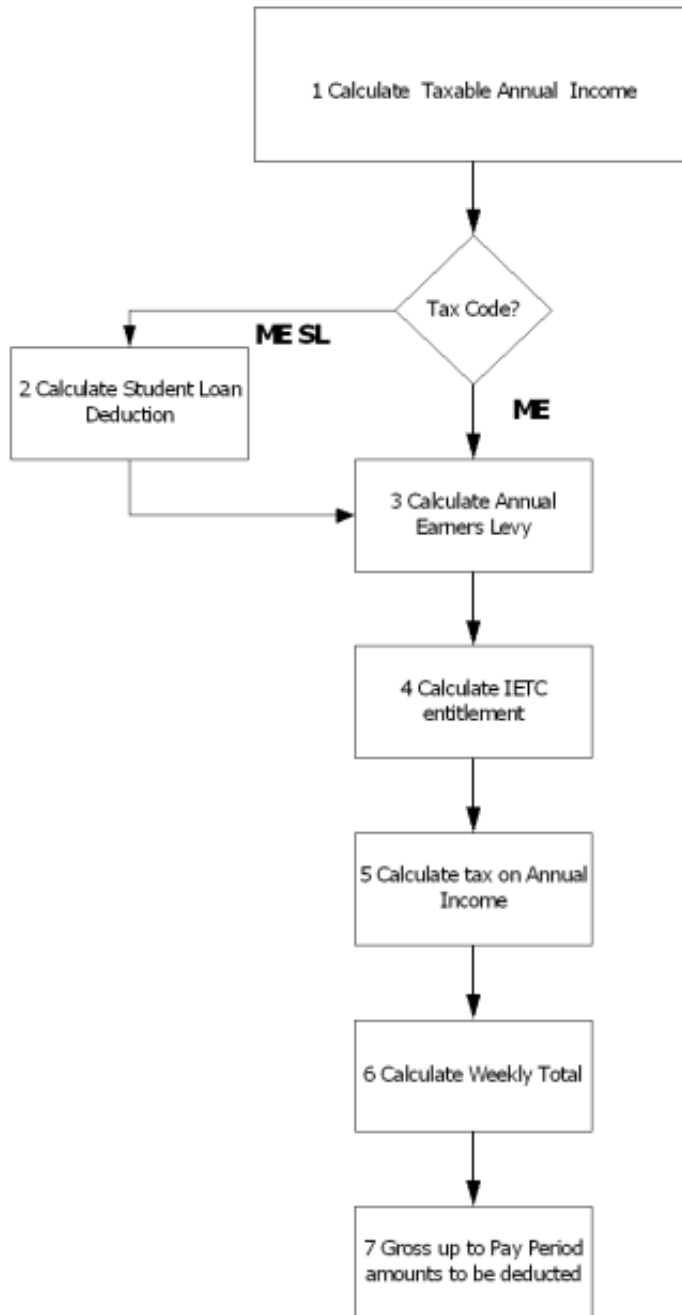 1 Calculate Taxable Annual Income
Tax Code?
ME SL
2 Calculate Student Loan
Deduction
ME
3 Calculate Annual
Earners Levy
4 Calculate IETC
entitlement
5 Calculate tax on Annual
Income
6 Calculate Weekly Total
7 Gross up to Pay Period
amounts to be deducted